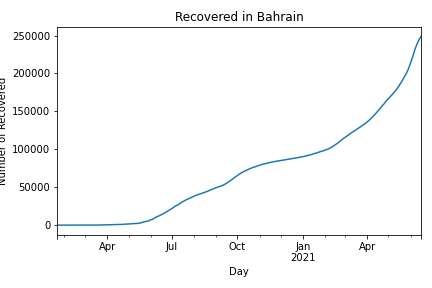 Recovered in Bahrain
Number of Recovered
250000
200000
150000
100000
50000
0
Apr
Jul
Oct
Jan
2021
Apr
Day